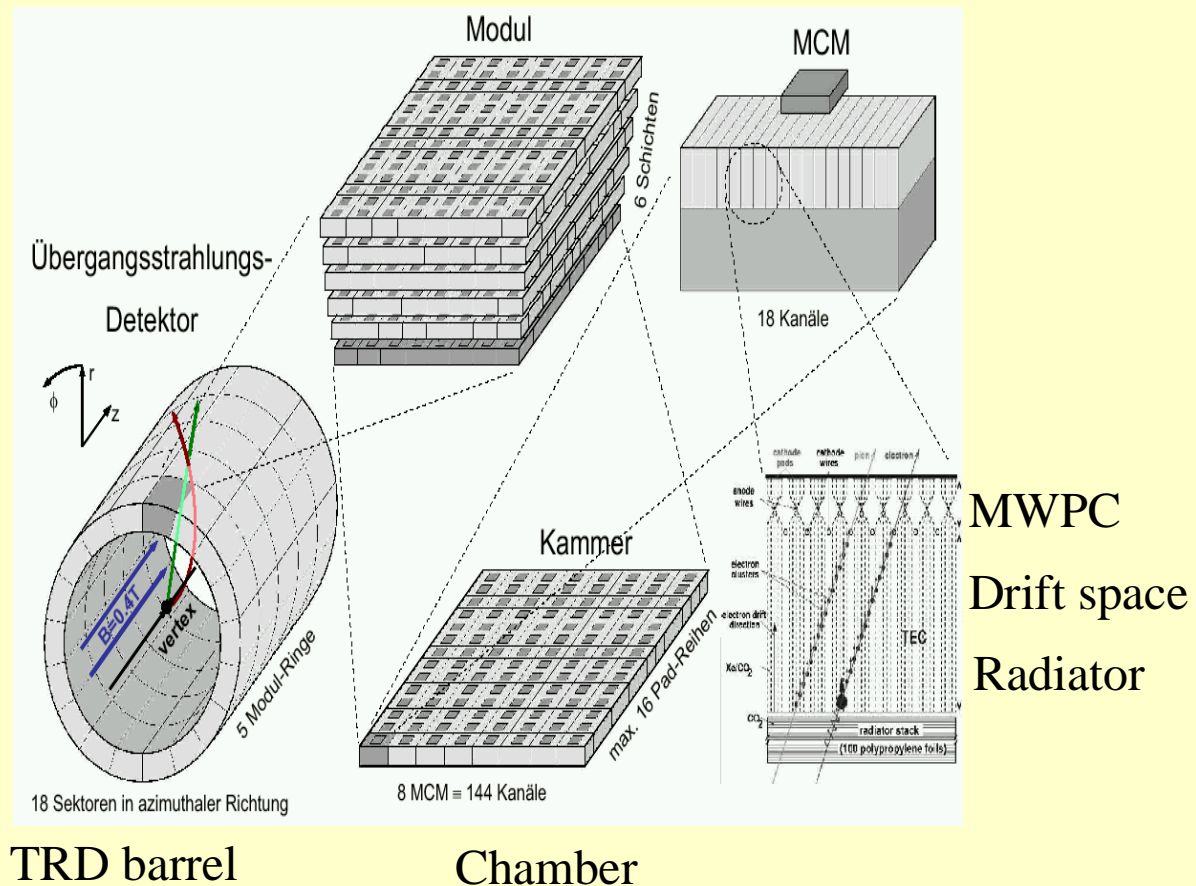 Modul
MCM
6 Schichten
Übergangsstrahlungs-
Detektor
18 Kanäle
r
ϕ
z
B=0.4T
vertex
5 Modul-Ringe
18 Sektoren in azimuthaler Richtung
Kammer
max. 16 Pad-Reihen
8 MCM ≡ 144 Kanäle
cathode
pads
cathode
wires
pion
electron
anode
wires
electron
clusters
electron drift
direction
TEC
Xe/CO2
CO2
radiator stack
(100 polypropylene foils)
MWPC
Drift space
Radiator
TRD barrel
Chamber